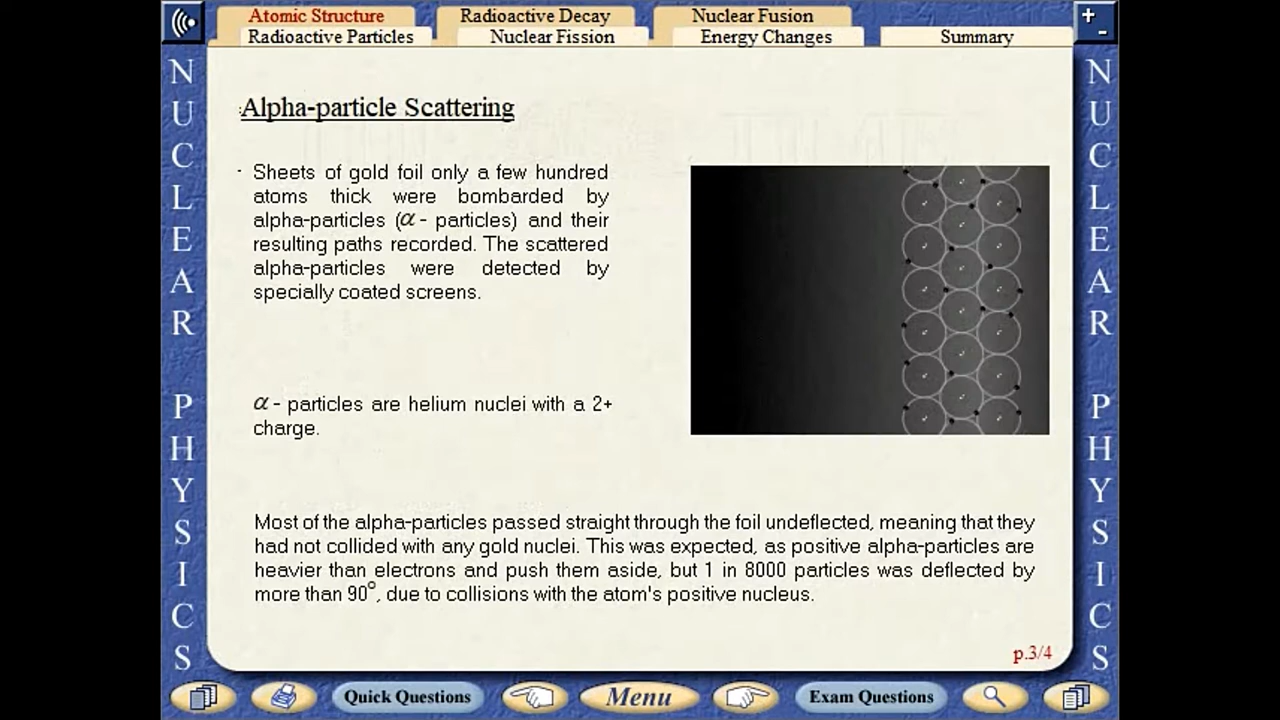 Atomic Structure
Radioactive Decay
Nuclear Fusion
+
-
Radioactive Particles
Nuclear Fission
Energy Changes
Summary
NUCLEAR PHYSICS
NUCLEAR PHYSICS
Alpha-particle Scattering
Sheets of gold foil only a few hundred
atoms thick were bombarded by
alpha-particles (α - particles) and their
resulting paths recorded. The scattered
alpha-particles were detected by
specially coated screens.
α - particles are helium nuclei with a 2+
charge.
Most of the alpha-particles passed straight through the foil undeflected, meaning that they
had not collided with any gold nuclei. This was expected, as positive alpha-particles are
heavier than electrons and push them aside, but 1 in 8000 particles was deflected by
more than 90°, due to collisions with the atom's positive nucleus.
p.3/4
Quick Questions
Menu
Exam Questions